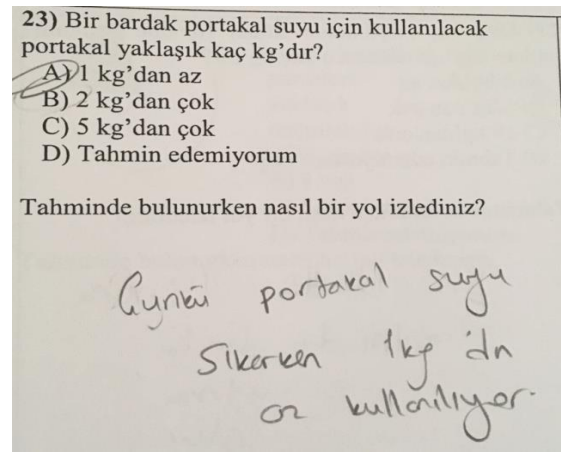 23) Bir bardak portakal suyu için kullanılacak
portakal yaklaşık kaç kg’dır?
A) 1 kg’dan az
B) 2 kg’dan çok
C) 5 kg’dan çok
D) Tahmin edemiyorum
Tahminde bulunurken nasıl bir yol izlediniz?
Çünkü portakal suyu
sıkarken 1kg 'dn
az kullanılıyor.